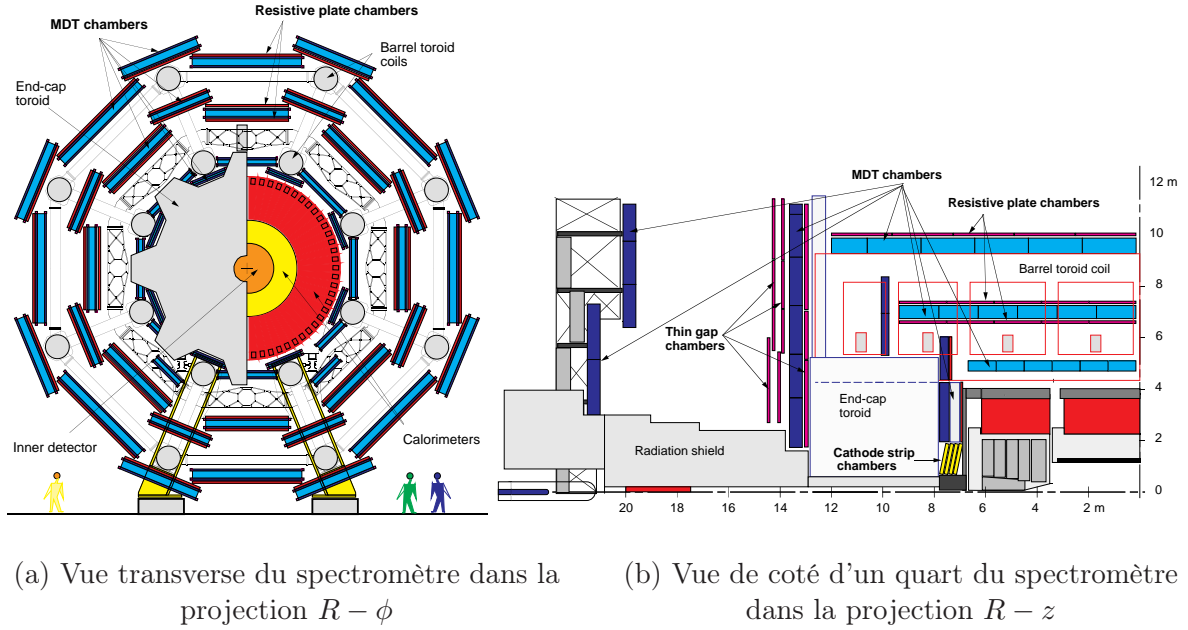 MDT chambers
Resistive plate chambers
Barrel toroid
coils
End-cap
toroid
Inner detector
Calorimeters
MDT chambers
Resistive plate chambers
Barrel toroid coil
Thin gap
chambers
End-cap
toroid
Radiation shield
Cathode strip
chambers
12 m
10
8
6
4
2
0
20 18 16 14 12 10 8 6 4 2 m
(a) Vue transverse du spectromètre dans la
projection R − ϕ
(b) Vue de coté d'un quart du spectromètre
dans la projection R − z